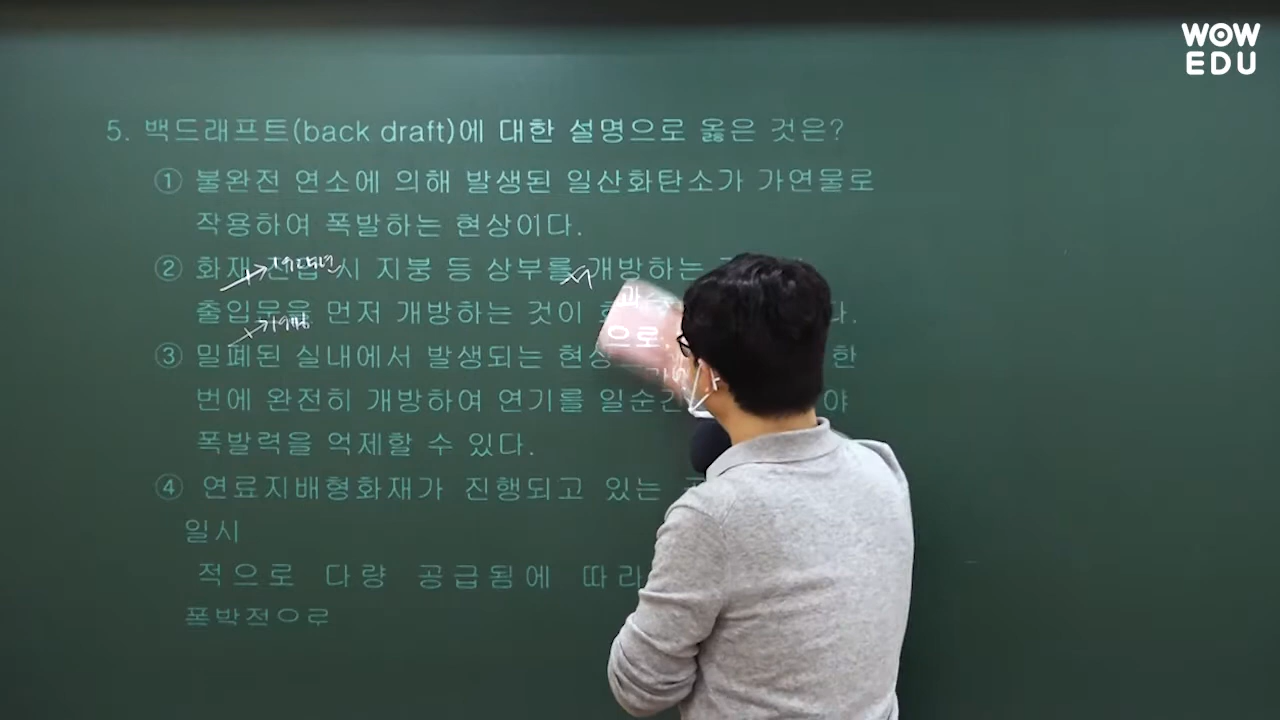 WOW
EDU
5. 백드래프트(back draft)에 대한 설명으로 옳은 것은?
① 불완전 연소에 의해 발생된 일산화탄소가 가연물로
작용하여 폭발하는 현상이다.
② 화재 진압 시 지붕 등 상부를 개방하는
출입문을 먼저 개방하는 것이 다.
③ 밀폐된 실내에서 발생되는 현상 한
번에 완전히 개방하여 연기를 일순간 야
폭발력을 억제할 수 있다.
④ 연료지배형화재가 진행되고 있는
일시
적으로 다량 공급됨에 따라
폭발적으로